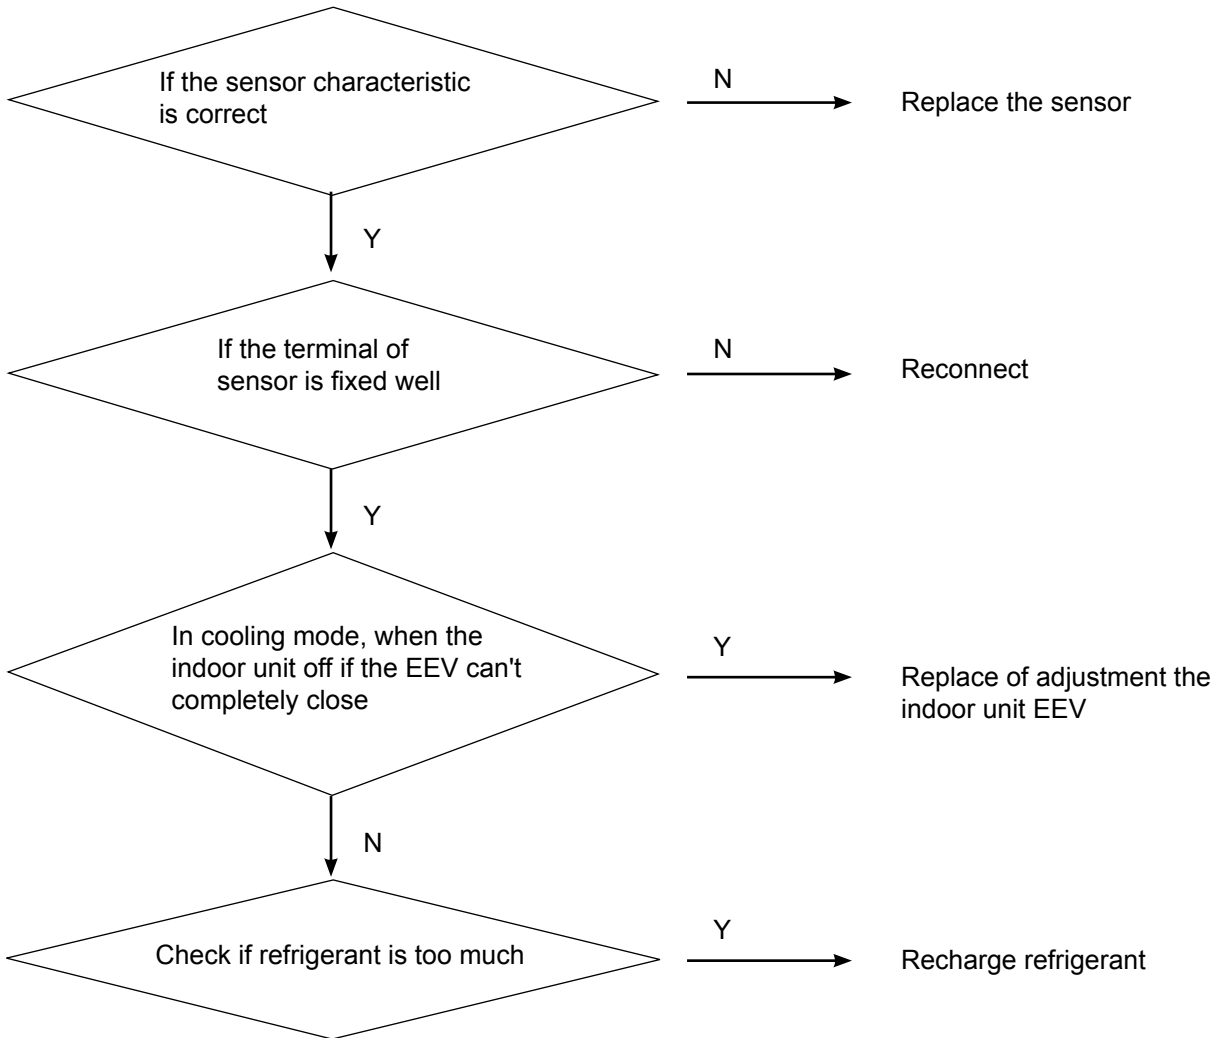 If the sensor characteristic
is correct
N
Replace the sensor
Y
If the terminal of
sensor is fixed well
N
Reconnect
Y
In cooling mode, when the
indoor unit off if the EEV can't
completely close
Y
Replace of adjustment the
indoor unit EEV
N
Check if refrigerant is too much
Y
Recharge refrigerant